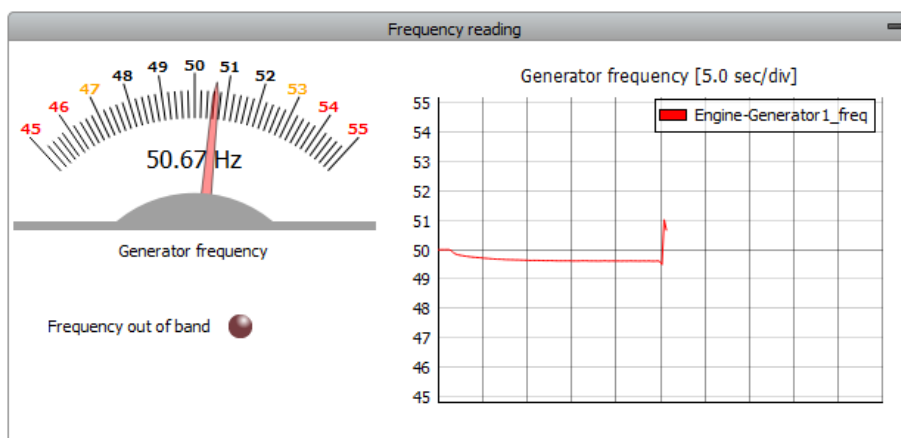 Frequency reading
45 46 47 48 49 50 51 52 53 54 55
50.67 Hz
Generator frequency
Frequency out of band
Generator frequency [5.0 sec/div]
Engine-Generator1_freq
55
54
53
52
51
50
49
48
47
46
45